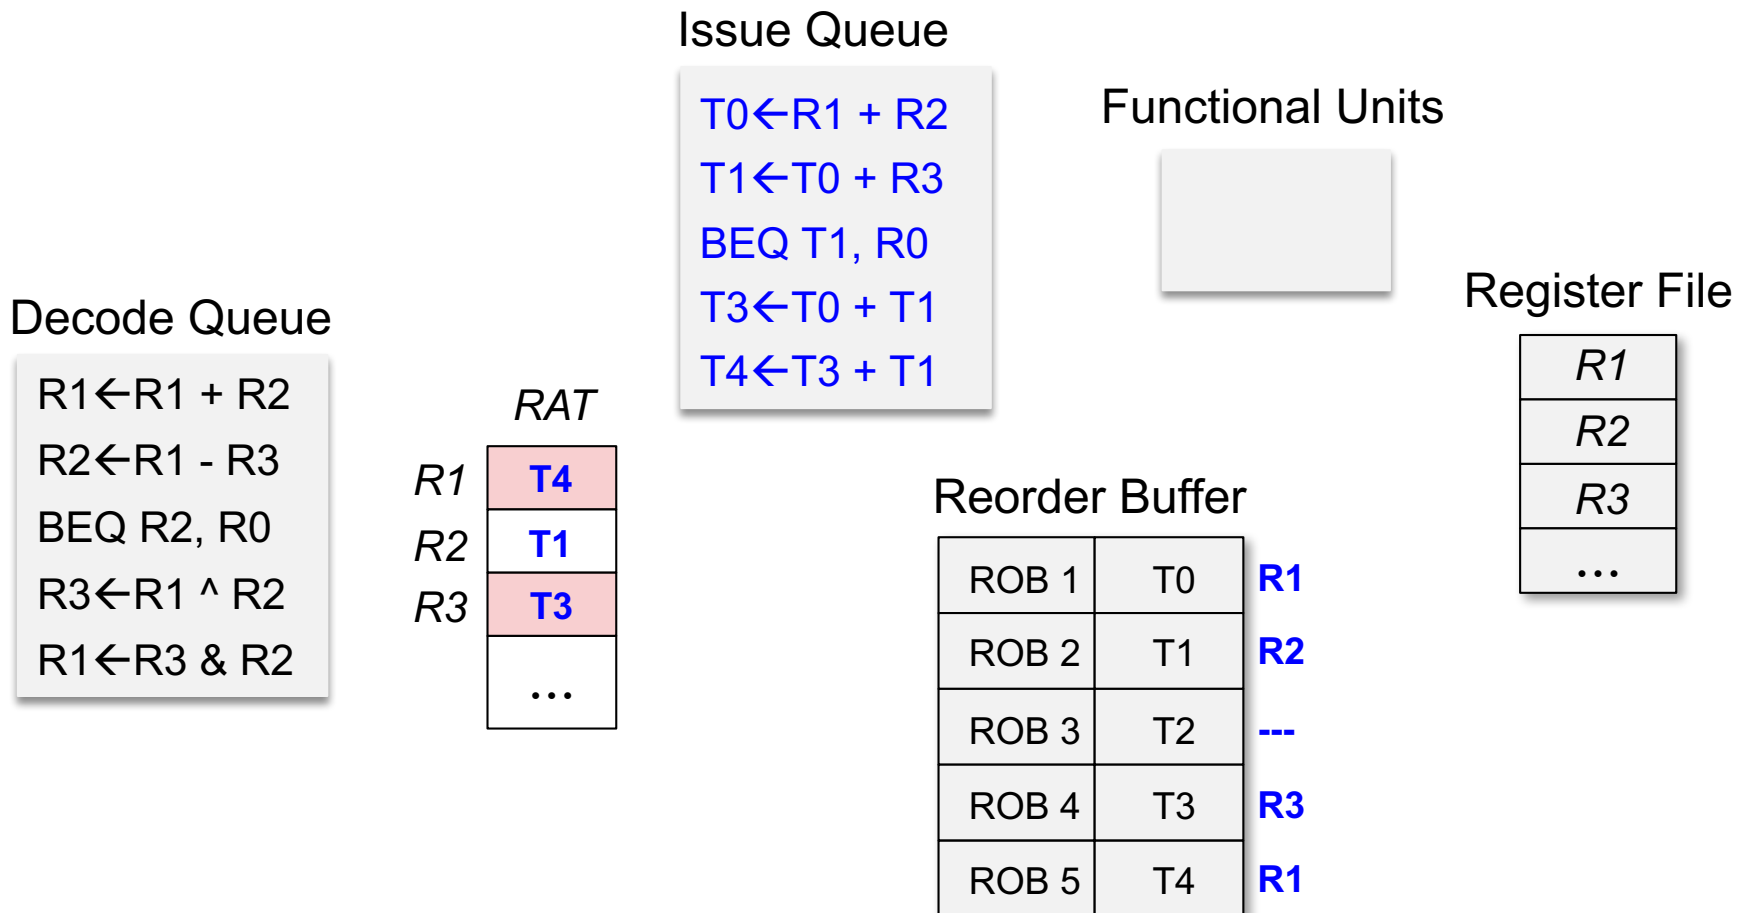 Issue Queue
T0←R1 + R2
T1←T0 + R3
BEQ T1, R0
T3←T0 + T1
T4←T3 + T1
Functional Units
Register File
R1
R2
R3
...
Decode Queue
R1←R1 + R2
R2←R1 - R3
BEQ R2, R0
R3←R1 ^ R2
R1←R3 & R2
RAT
R1 T4
R2 T1
R3 T3
...
Reorder Buffer
ROB 1 T0 R1
ROB 2 T1 R2
ROB 3 T2 ---
ROB 4 T3 R3
ROB 5 T4 R1